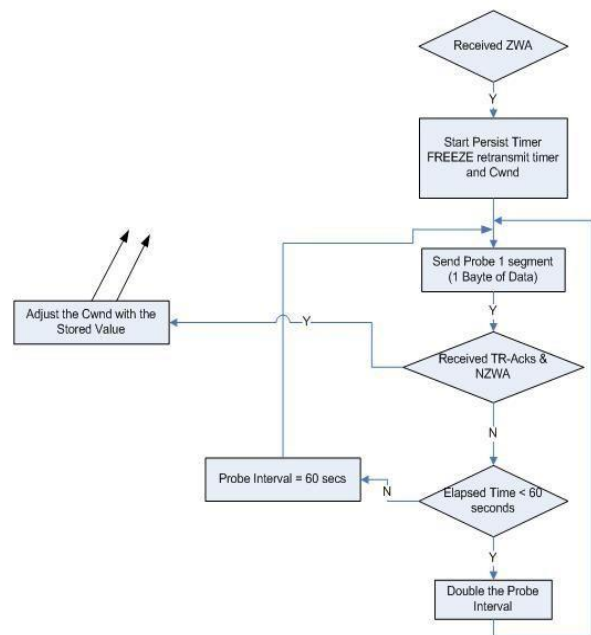 Received ZWA
Y
Start Persist Timer
FREEZE retransmit timer
and Cwnd
Send Probe 1 segment
(1 Bayte of Data)
Y
Adjust the Cwnd with the
Stored Value
Y
Received TR-Acks &
NZWA
N
Probe Interval = 60 secs
N
Elapsed Time < 60
seconds
Y
Double the Probe
Interval